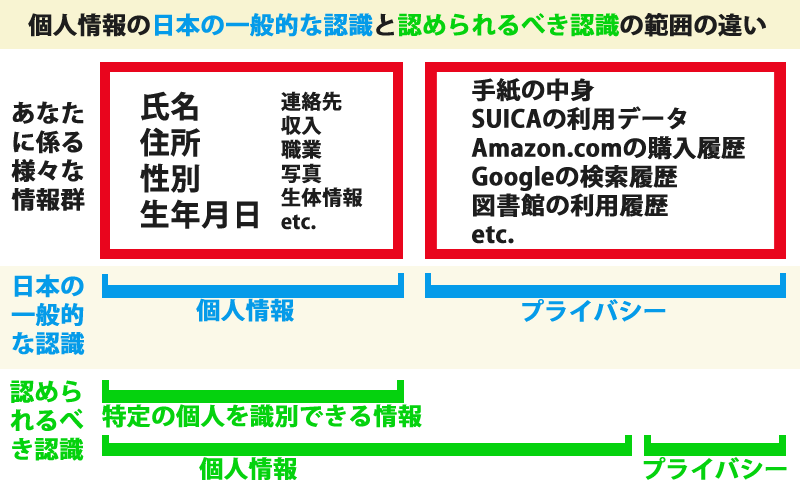 個人情報の日本の一般的な認識と認められるべき認識の範囲の違い
あなた
に係る
様々な
情報群
氏名
住所
性別
生年月日
連絡先
収入
職業
写真
生体情報
etc.
手紙の中身
SUICAの利用データ
Amazon.comの購入履歴
Googleの検索履歴
図書館の利用履歴
etc.
日本の
一般的
な認識
個人情報
プライバシー
認めら
れるべ
き認識
特定の個人を識別できる情報
個人情報
プライバシー